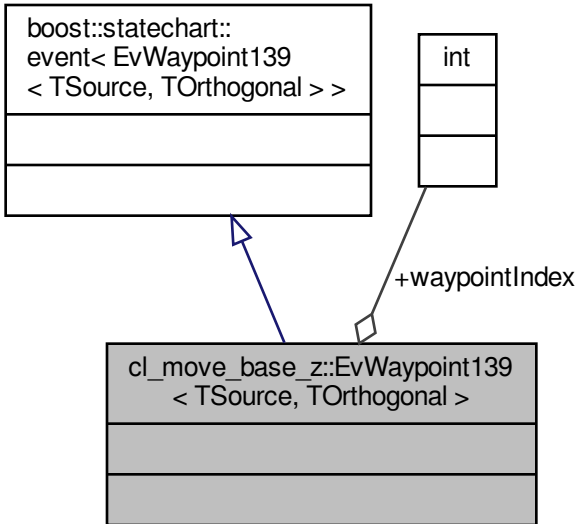 boost::statechart::
event< EvWaypoint139
< TSource, TOrthogonal > >
int
+waypointIndex
cl_move_base_z::EvWaypoint139
< TSource, TOrthogonal >